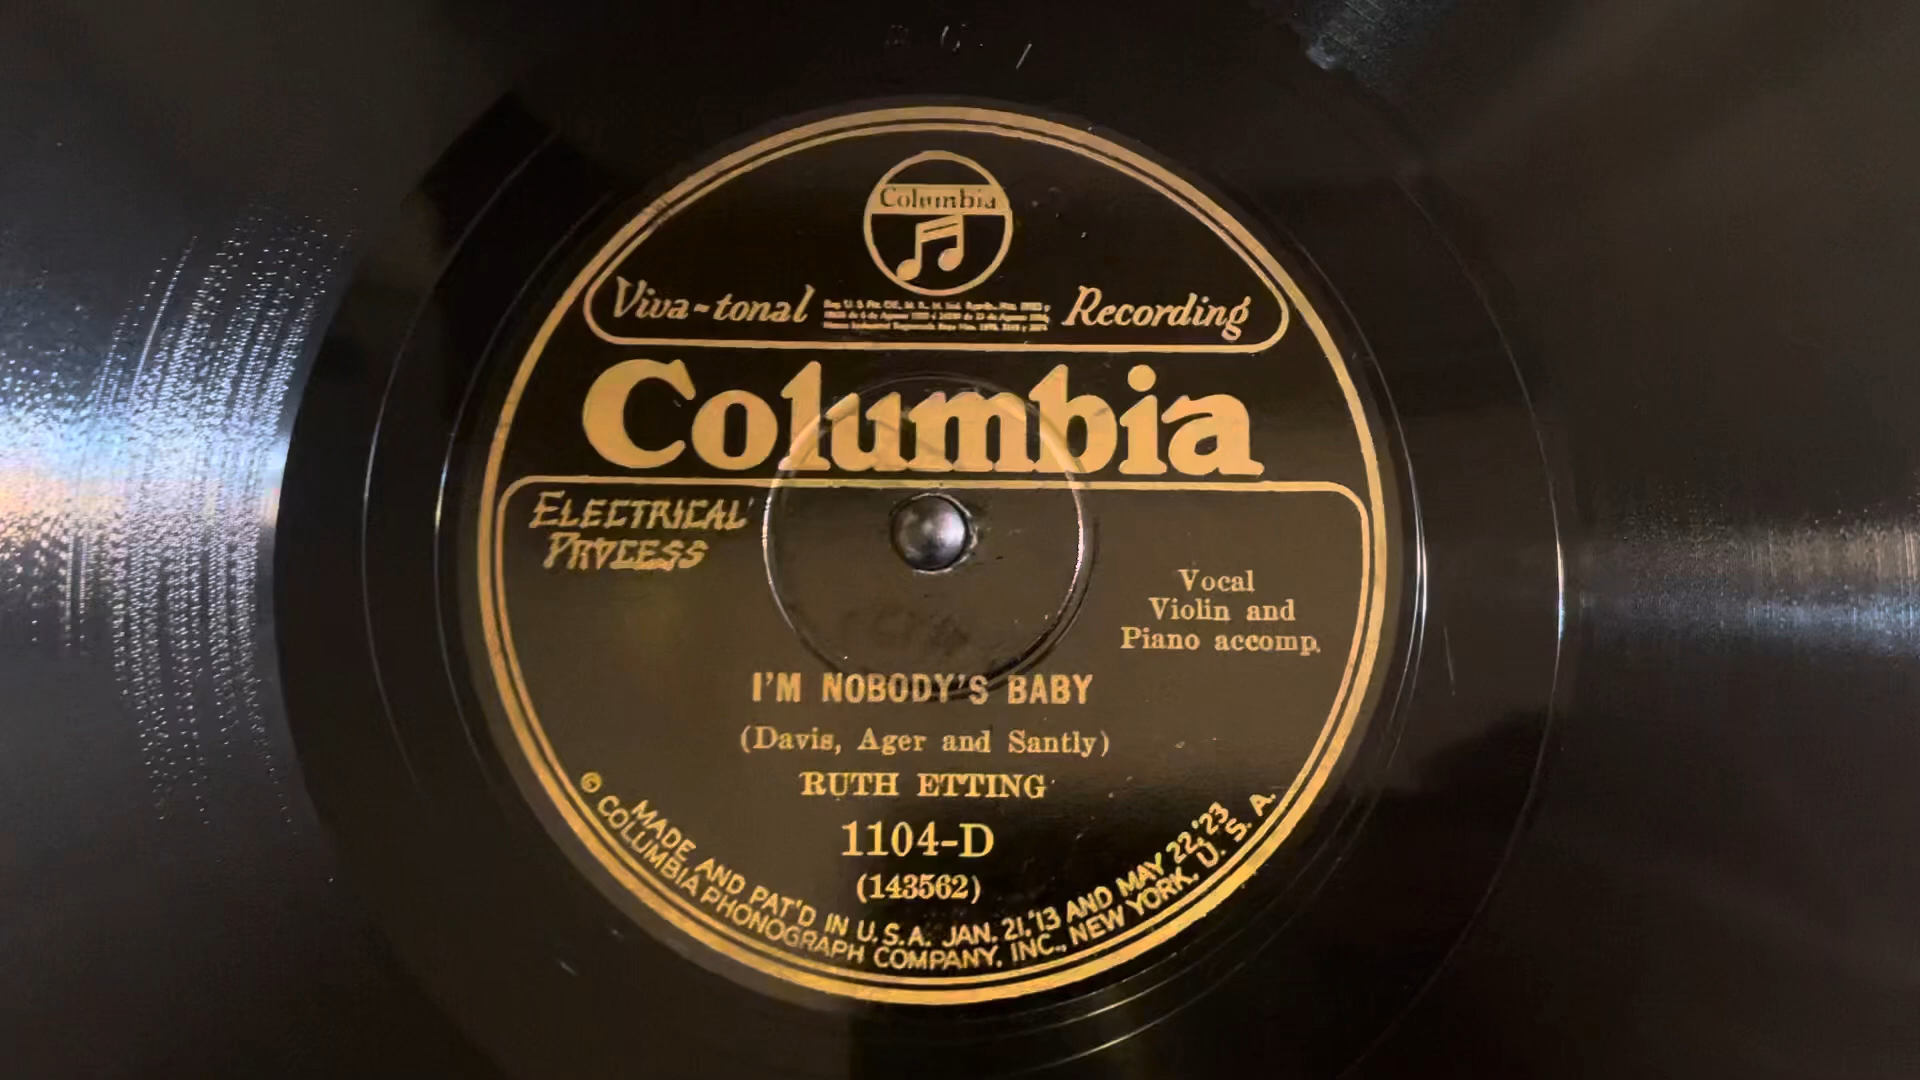 Columbia
Viva-tonal Recording
Columbia
ELECTRICAL
PROCESS
Vocal
Violin and
Piano accomp.
I'M NOBODY'S BABY
(Davis, Ager and Santly)
RUTH ETTING
1104-D
(143562)
MADE AND PAT'D IN U.S.A. JAN. 21,'13 AND MAY 22,'23
© COLUMBIA PHONOGRAPH COMPANY, INC., NEW YORK, U. S. A.